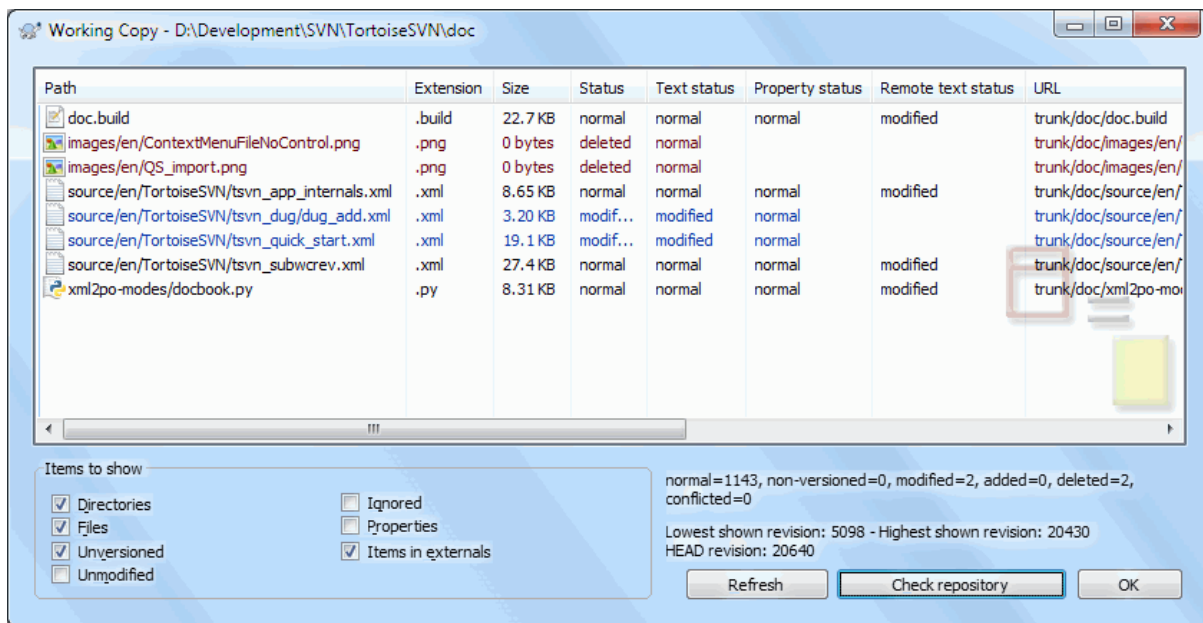 Working Copy - D:\Development\SVN\TortoiseSVN\doc
Path Extension Size Status Text status Property status Remote text status URL
doc.build .build 22.7 KB normal normal normal modified trunk/doc/doc.build
images/en/ContextMenuFileNoControl.png .png 0 bytes deleted normal trunk/doc/images/en/
images/en/QS_import.png .png 0 bytes deleted normal trunk/doc/images/en/
source/en/TortoiseSVN/tsvn_app_internals.xml .xml 8.65 KB normal normal normal modified trunk/doc/source/en/
source/en/TortoiseSVN/tsvn_dug/dug_add.xml .xml 3.20 KB modif... modified normal trunk/doc/source/en/
source/en/TortoiseSVN/tsvn_quick_start.xml .xml 19.1 KB modif... modified normal trunk/doc/source/en/
source/en/TortoiseSVN/tsvn_subwcrev.xml .xml 27.4 KB normal normal normal modified trunk/doc/source/en/
xml2po-modes/docbook.py .py 8.31 KB normal normal normal modified trunk/doc/xml2po-mo
Items to show
Directories Ignored
Files Properties
Unversioned Items in externals
Unmodified
normal=1143, non-versioned=0, modified=2, added=0, deleted=2,
conflicted=0
Lowest shown revision: 5098 - Highest shown revision: 20430
HEAD revision: 20640
Refresh Check repository OK